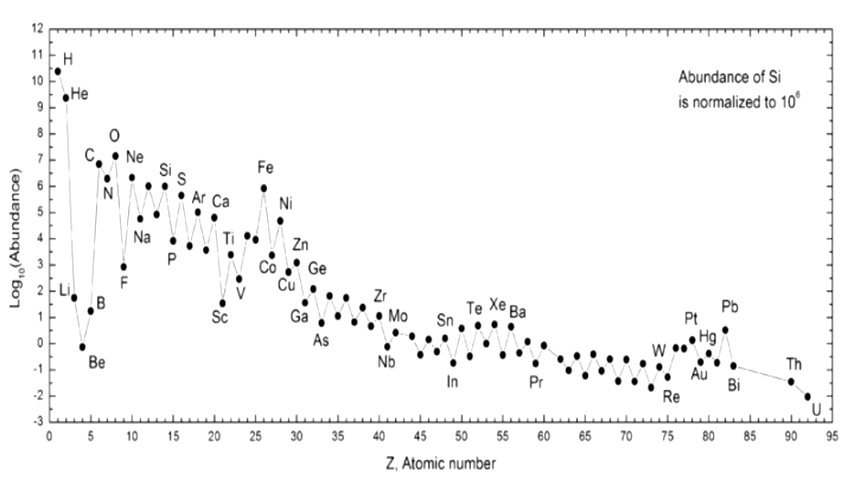 12
11
10
9
8
7
6
5
4
3
2
1
0
-1
-2
-3
Log10(Abundance)
Abundance of Si
is normalized to 10^6
H
He
Li
Be
B
C
N
O
F
Ne
Na
Si
P
S
Ar
Ca
Sc
Ti
V
Fe
Co
Ni
Cu
Zn
Ga
Ge
As
Zr
Nb
Mo
Sn
In
Te
Xe
Ba
Pr
W
Re
Pt
Au
Hg
Pb
Bi
Th
U
0 5 10 15 20 25 30 35 40 45 50 55 60 65 70 75 80 85 90 95
Z, Atomic number